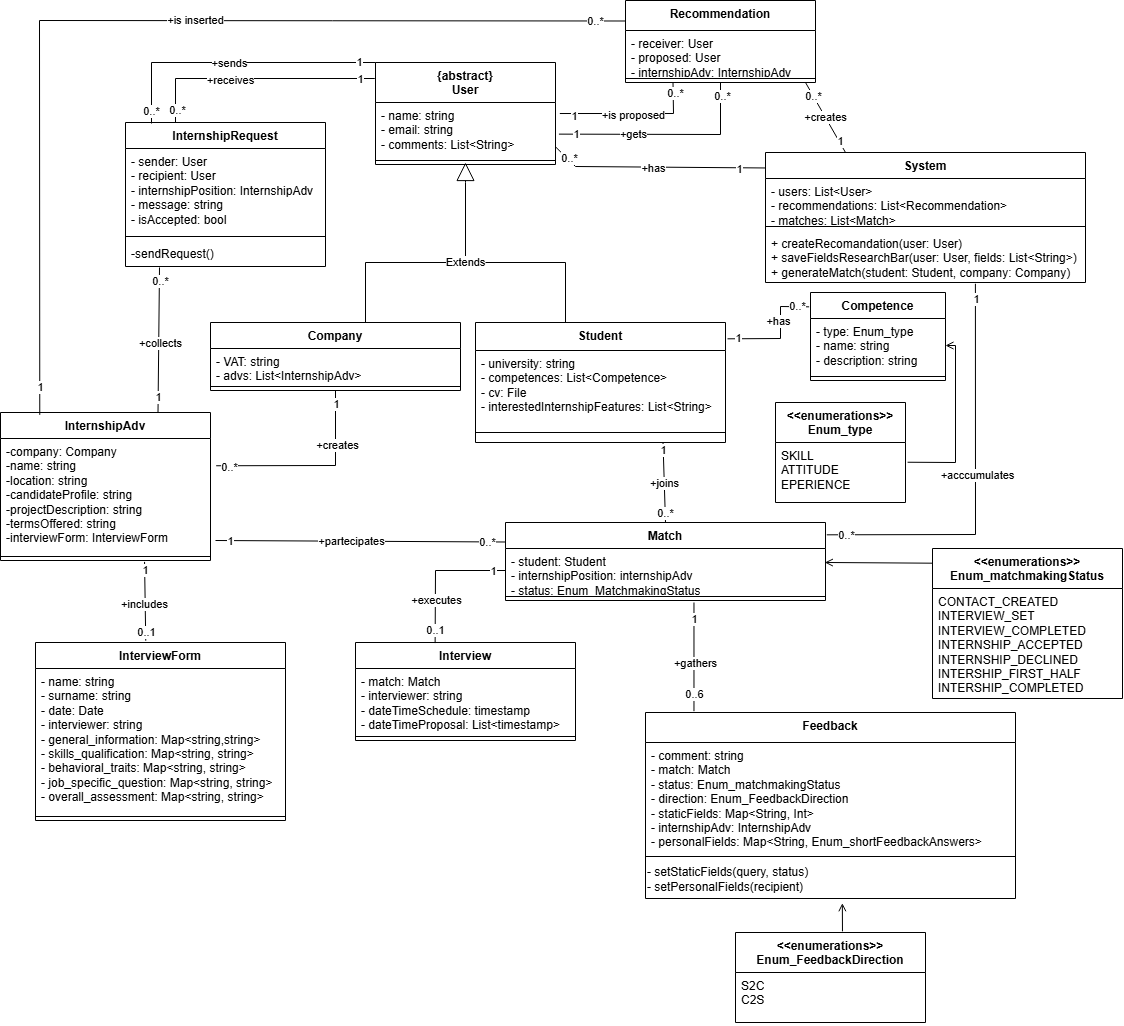 Recommendation
- receiver: User
- proposed: User
- internshipAdv: InternshipAdv
+is inserted
0..*
+sends
1
+receives
1
0..*
0..*
{abstract}
User
- name: string
- email: string
- comments: List<String>
0..*
0..*
1
+is proposed
1
+gets
0..*
+has
1
0..*
+creates
1
InternshipRequest
- sender: User
- recipient: User
- internshipPosition: InternshipAdv
- message: string
- isAccepted: bool
-sendRequest()
System
- users: List<User>
- recommendations: List<Recommendation>
- matches: List<Match>
+ createRecomandation(user: User)
+ saveFieldsResearchBar(user: User, fields: List<String>)
+ generateMatch(student: Student, company: Company)
Extends
0..*
+collects
1
1
Company
- VAT: string
- advs: List<InternshipAdv>
Student
- university: string
- competences: List<Competence>
- cv: File
- interestedInternshipFeatures: List<String>
1
+has
0..*
Competence
- type: Enum_type
- name: string
- description: string
1
+acccumulates
0..*
<<enumerations>>
Enum_type
SKILL
ATTITUDE
EPERIENCE
1
+creates
0..*
InternshipAdv
-company: Company
-name: string
-location: string
-candidateProfile: string
-projectDescription: string
-termsOffered: string
-interviewForm: InterviewForm
1
+joins
0..*
1
+partecipates
0..*
Match
- student: Student
- internshipPosition: internshipAdv
- status: Enum_MatchmakingStatus
<<enumerations>>
Enum_matchmakingStatus
CONTACT_CREATED
INTERVIEW_SET
INTERVIEW_COMPLETED
INTERNSHIP_ACCEPTED
INTERNSHIP_DECLINED
INTERSHIP_FIRST_HALF
INTERSHIP_COMPLETED
1
+includes
0..1
1
+executes
0..1
1
+gathers
0..6
InterviewForm
- name: string
- surname: string
- date: Date
- interviewer: string
- general_information: Map<string,string>
- skills_qualification: Map<string, string>
- behavioral_traits: Map<string, string>
- job_specific_question: Map<string, string>
- overall_assessment: Map<string, string>
Interview
- match: Match
- interviewer: string
- dateTimeSchedule: timestamp
- dateTimeProposal: List<timestamp>
Feedback
- comment: string
- match: Match
- status: Enum_matchmakingStatus
- direction: Enum_FeedbackDirection
- staticFields: Map<String, Int>
- internshipAdv: InternshipAdv
- personalFields: Map<String, Enum_shortFeedbackAnswers>
- setStaticFields(query, status)
- setPersonalFields(recipient)
<<enumerations>>
Enum_FeedbackDirection
S2C
C2S